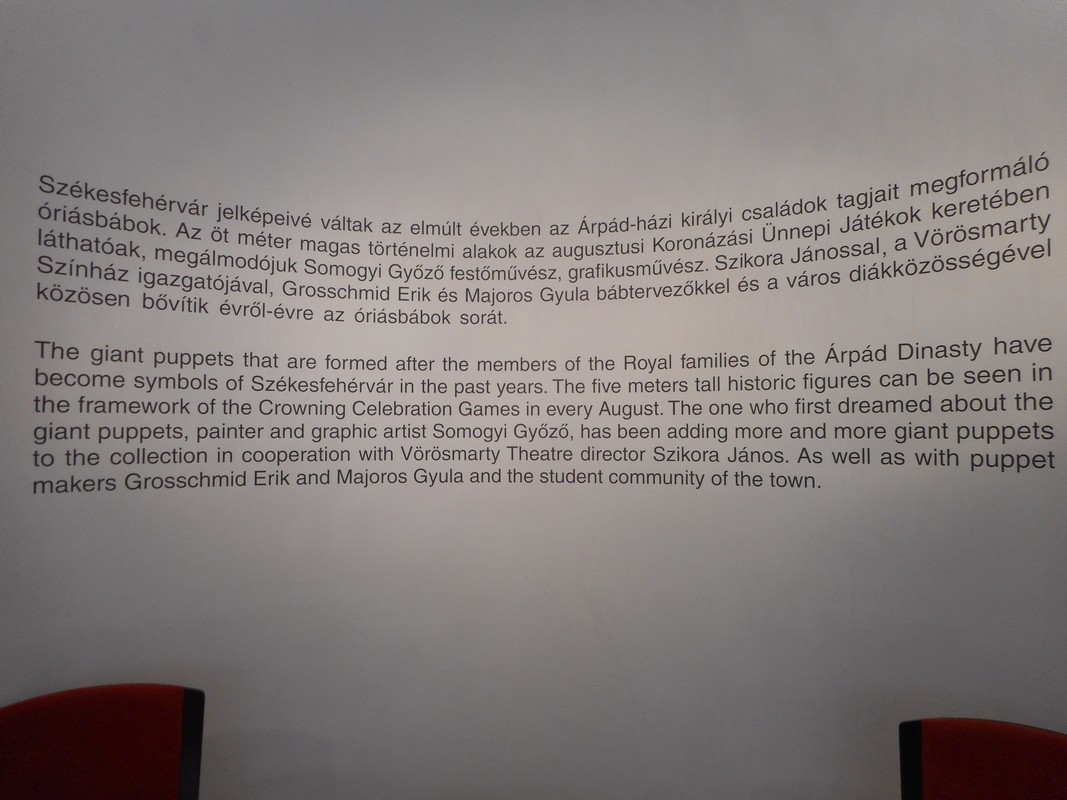 Székesfehérvár jelképeivé váltak az elmúlt években az Árpád-házi királyi családok tagjait megformáló
óriásbábok. Az öt méter magas történelmi alakok az augusztusi Koronázási Ünnepi Játékok keretében
láthatóak, megálmodójuk Somogyi Győző festőművész, grafikusművész. Szikora Jánossal, a Vörösmarty
Színház igazgatójával, Grosschmid Erik és Majoros Gyula bábtervezőkkel és a város diákközösségével
közösen bővítik évről-évre az óriásbábok sorát.
The giant puppets that are formed after the members of the Royal families of the Árpád Dinasty have
become symbols of Székesfehérvár in the past years. The five meters tall historic figures can be seen in
the framework of the Crowning Celebration Games in every August. The one who first dreamed about the
giant puppets, painter and graphic artist Somogyi Győző, has been adding more and more giant puppets
to the collection in cooperation with Vörösmarty Theatre director Szikora János. As well as with puppet
makers Grosschmid Erik and Majoros Gyula and the student community of the town.